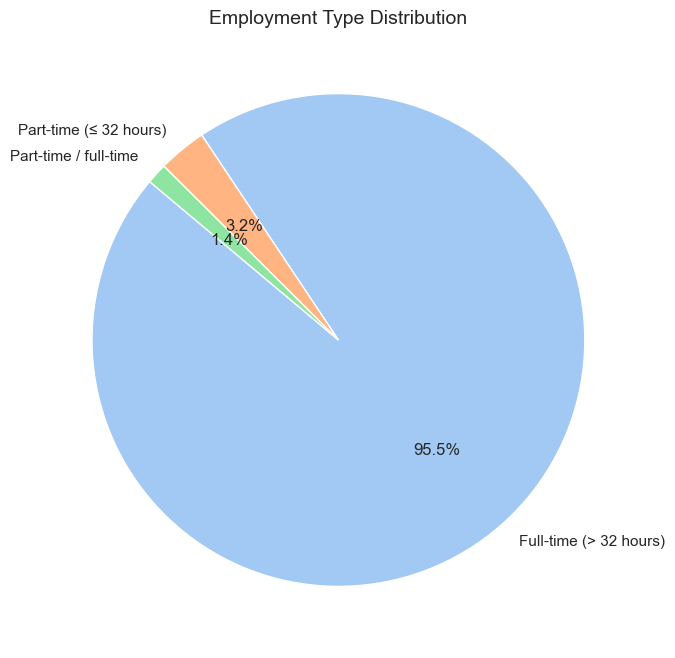 Employment Type Distribution
Part-time (≤ 32 hours)
Part-time / full-time
3.2%
1.4%
95.5%
Full-time (> 32 hours)